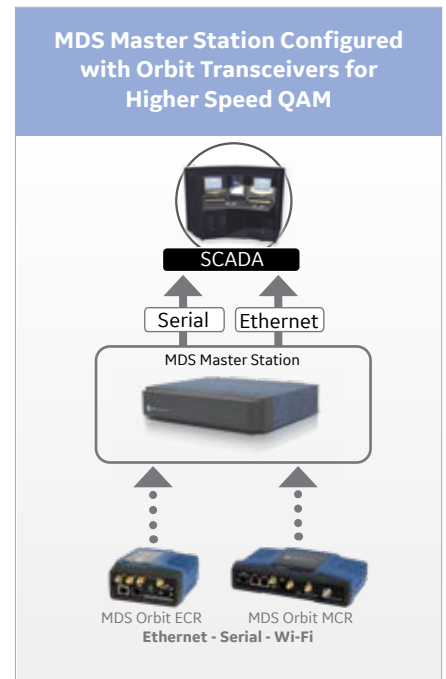 MDS Master Station Configured
with Orbit Transceivers for
Higher Speed QAM
SCADA
Serial Ethernet
MDS Master Station
MDS Orbit ECR MDS Orbit MCR
Ethernet - Serial - Wi-Fi